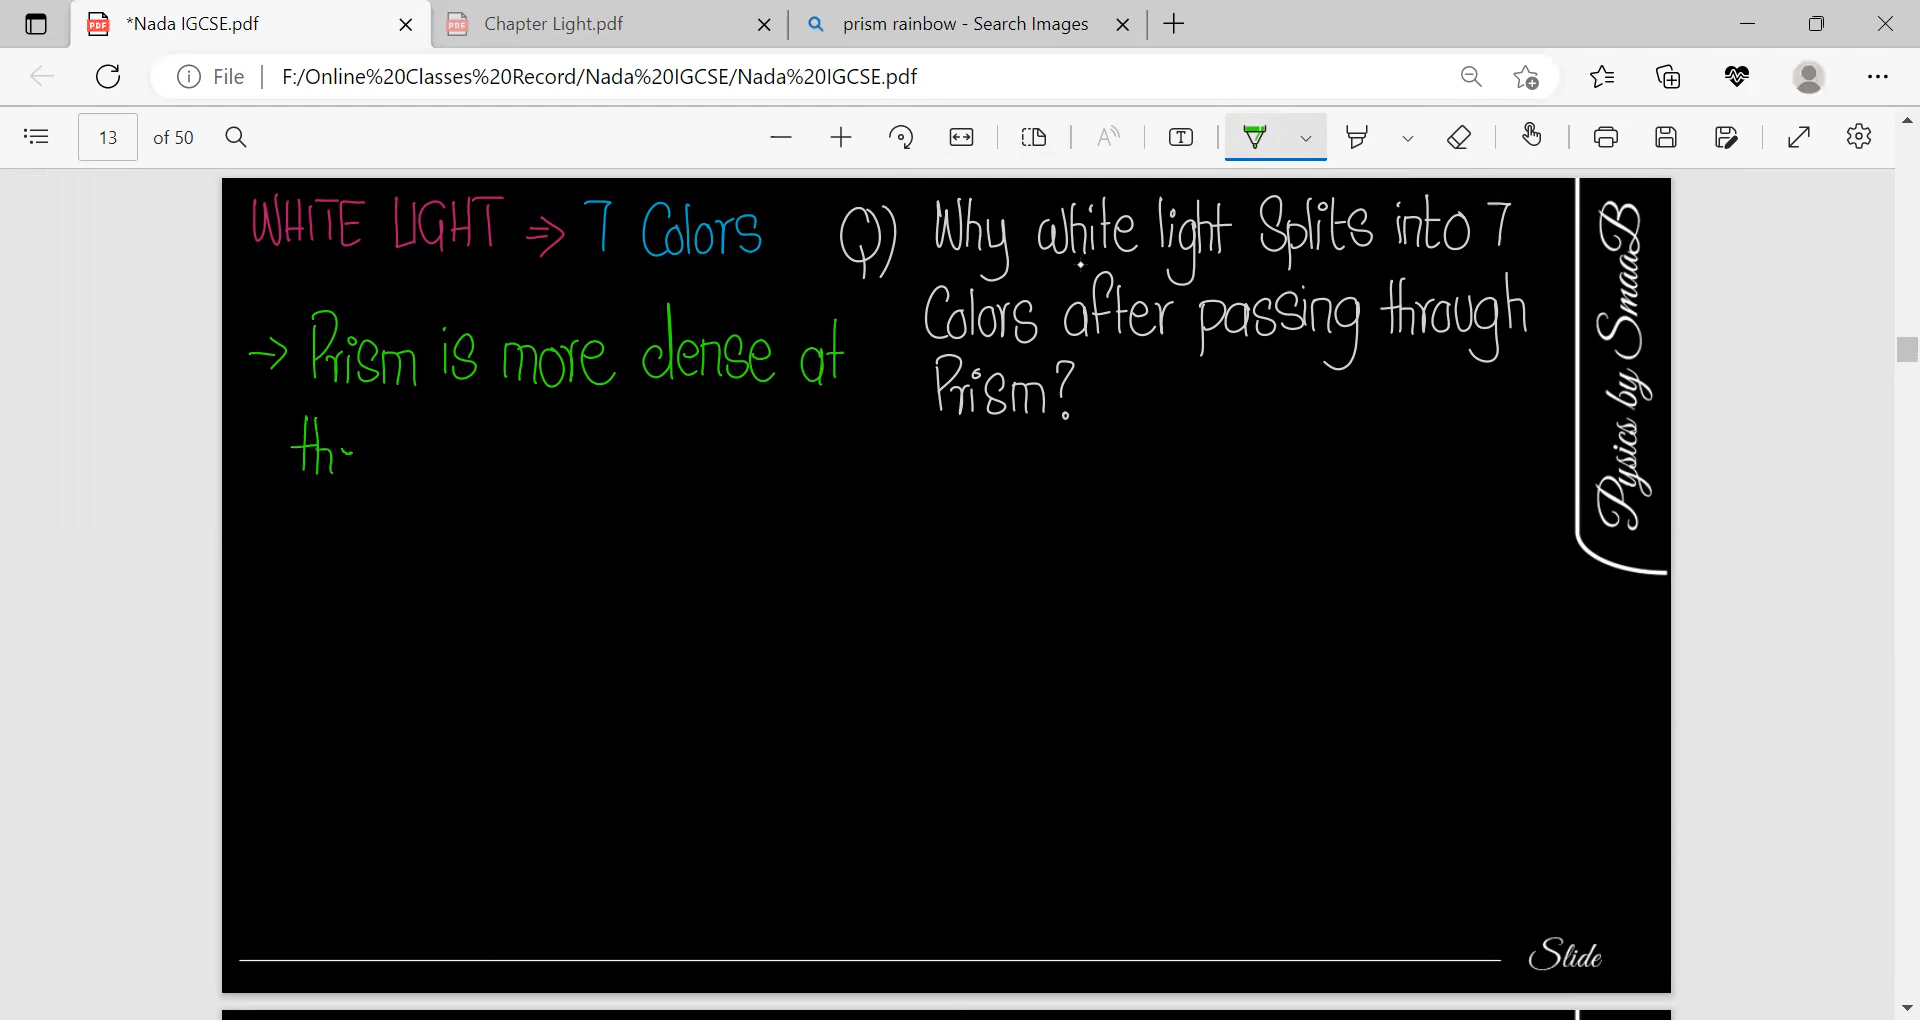 *Nada IGCSE.pdf
Chapter Light.pdf
prism rainbow - Search Images
File
F:/Online%20Classes%20Record/Nada%20IGCSE/Nada%20IGCSE.pdf
13 of 50
WHITE LIGHT ⇒ 7 Colors
→ Prism is more dense at
th
Q) Why white light Splits into 7
Colors after passing through
Prism?
Pysics by SmaaB
Slide